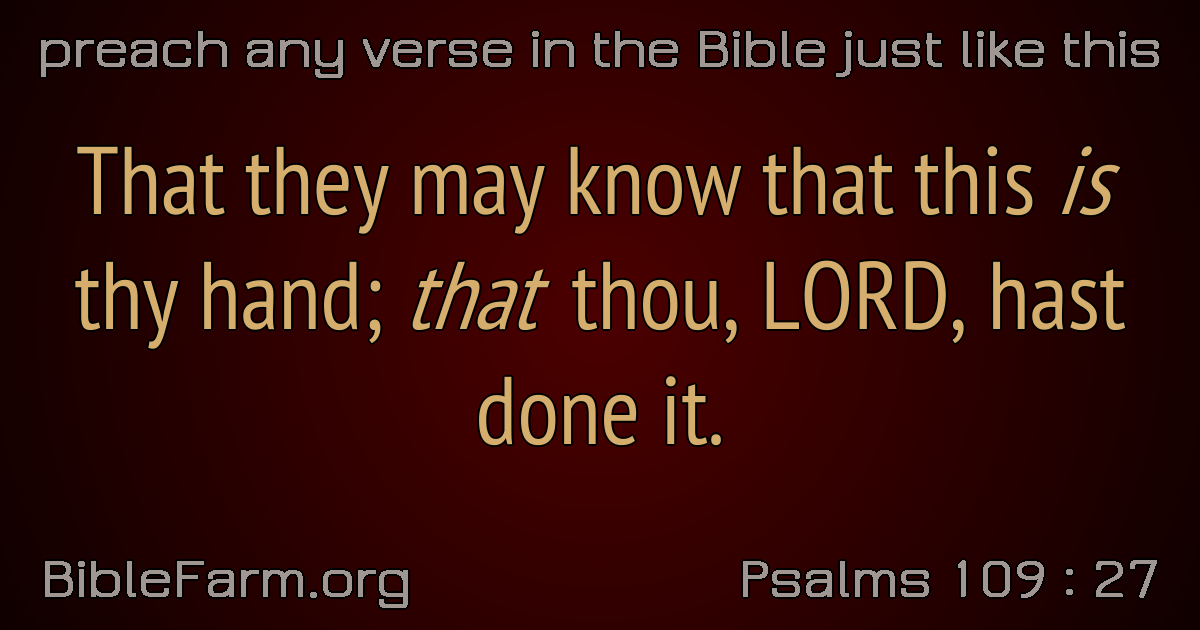 preach any verse in the Bible just like this
That they may know that this is
thy hand; that thou, LORD, hast
done it.
BibleFarm.org
Psalms 109 : 27